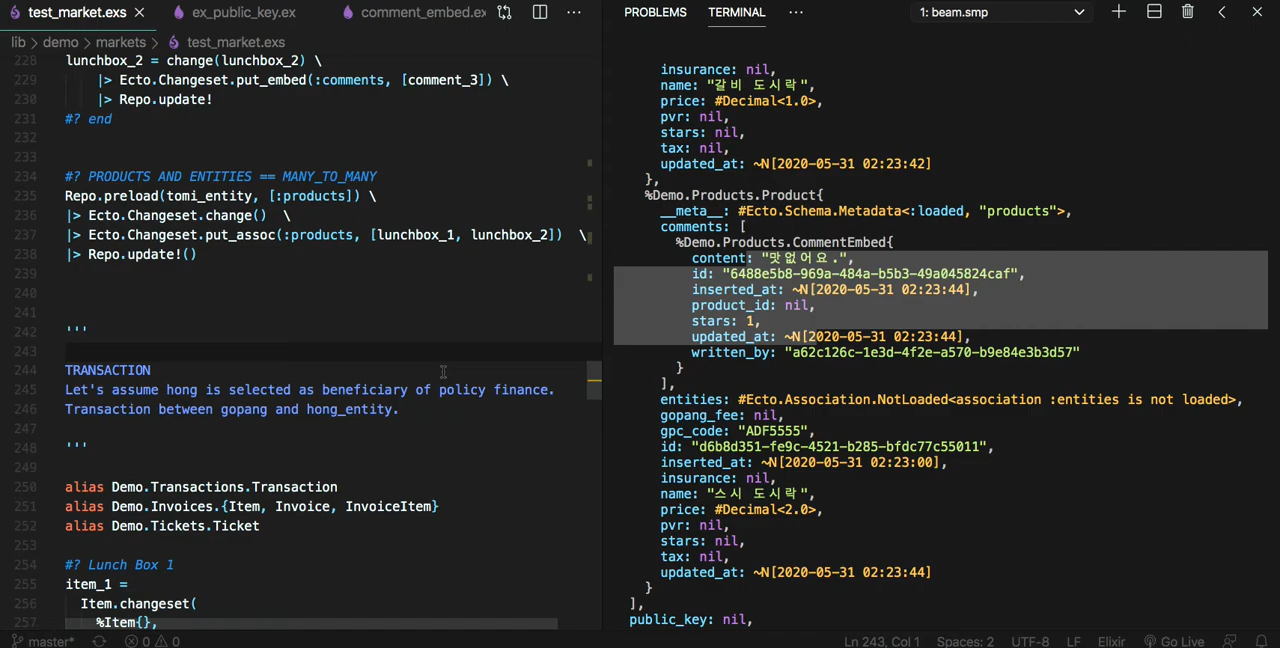 test_market.exs
ex_public_key.ex
comment_embed.ex
lib > demo > markets > test_market.exs
228 lunchbox_2 = change(lunchbox_2) \
229 |> Ecto.Changeset.put_embed(:comments, [comment_3]) \
230 |> Repo.update!
231 #? end
232
233
234 #? PRODUCTS AND ENTITIES == MANY_TO_MANY
235 Repo.preload(tomi_entity, [:products]) \
236 |> Ecto.Changeset.change()  \
237 |> Ecto.Changeset.put_assoc(:products, [lunchbox_1, lunchbox_2])  \
238 |> Repo.update!()
239
240
241
242 '''
243
244 TRANSACTION
245 Let's assume hong is selected as beneficiary of policy finance.
246 Transaction between gopang and hong_entity.
247
248 '''
249
250 alias Demo.Transactions.Transaction
251 alias Demo.Invoices.{Item, Invoice, InvoiceItem}
252 alias Demo.Tickets.Ticket
253
254 #? Lunch Box 1
255 item_1 =
256 Item.changeset(
257 %Item{},
PROBLEMS
TERMINAL
1: beam.smp
insurance: nil,
name: "갈비 도시락",
price: #Decimal<1.0>,
pvr: nil,
stars: nil,
tax: nil,
updated_at: ~N[2020-05-31 02:23:42]
},
%Demo.Products.Product{
__meta__: #Ecto.Schema.Metadata<:loaded, "products">,
comments: [
%Demo.Products.CommentEmbed{
content: "맛없어요.",
id: "6488e5b8-969a-484a-b5b3-49a045824caf",
inserted_at: ~N[2020-05-31 02:23:44],
product_id: nil,
stars: 1,
updated_at: ~N[2020-05-31 02:23:44],
written_by: "a62c126c-1e3d-4f2e-a570-b9e84e3b3d57"
}
],
entities: #Ecto.Association.NotLoaded<association :entities is not loaded>,
gopang_fee: nil,
gpc_code: "ADF5555",
id: "d6b8d351-fe9c-4521-b285-bfdc77c55011",
inserted_at: ~N[2020-05-31 02:23:00],
insurance: nil,
name: "스시 도시락",
price: #Decimal<2.0>,
pvr: nil,
stars: nil,
tax: nil,
updated_at: ~N[2020-05-31 02:23:44]
}
],
public_key: nil,
master*
0
0
Ln 243, Col 1
Spaces: 2
UTF-8
LF
Elixir
Go Live